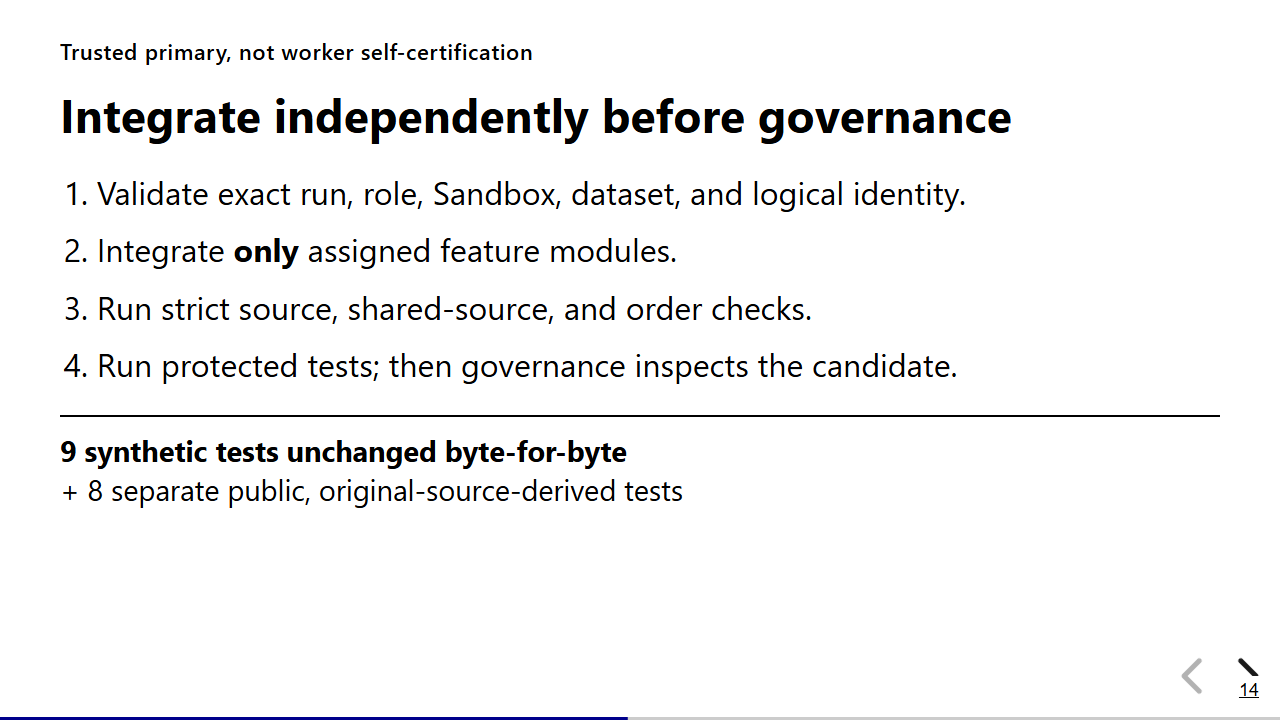 Trusted primary, not worker self-certification
Integrate independently before governance
1. Validate exact run, role, Sandbox, dataset, and logical identity.
2. Integrate only assigned feature modules.
3. Run strict source, shared-source, and order checks.
4. Run protected tests; then governance inspects the candidate.
9 synthetic tests unchanged byte-for-byte
+ 8 separate public, original-source-derived tests
14